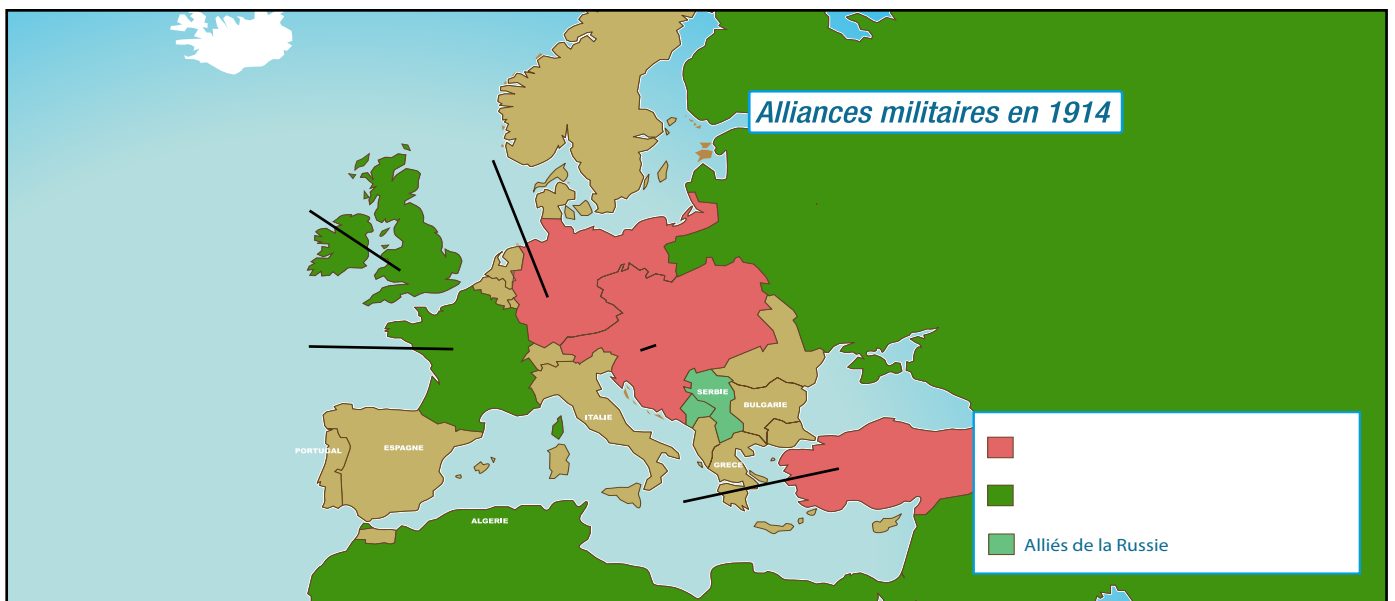 Alliances militaires en 1914
SERBIE
BULGARIE
ITALIE
PORTUGAL
ESPAGNE
GRECE
ALGERIE
Alliés de la Russie